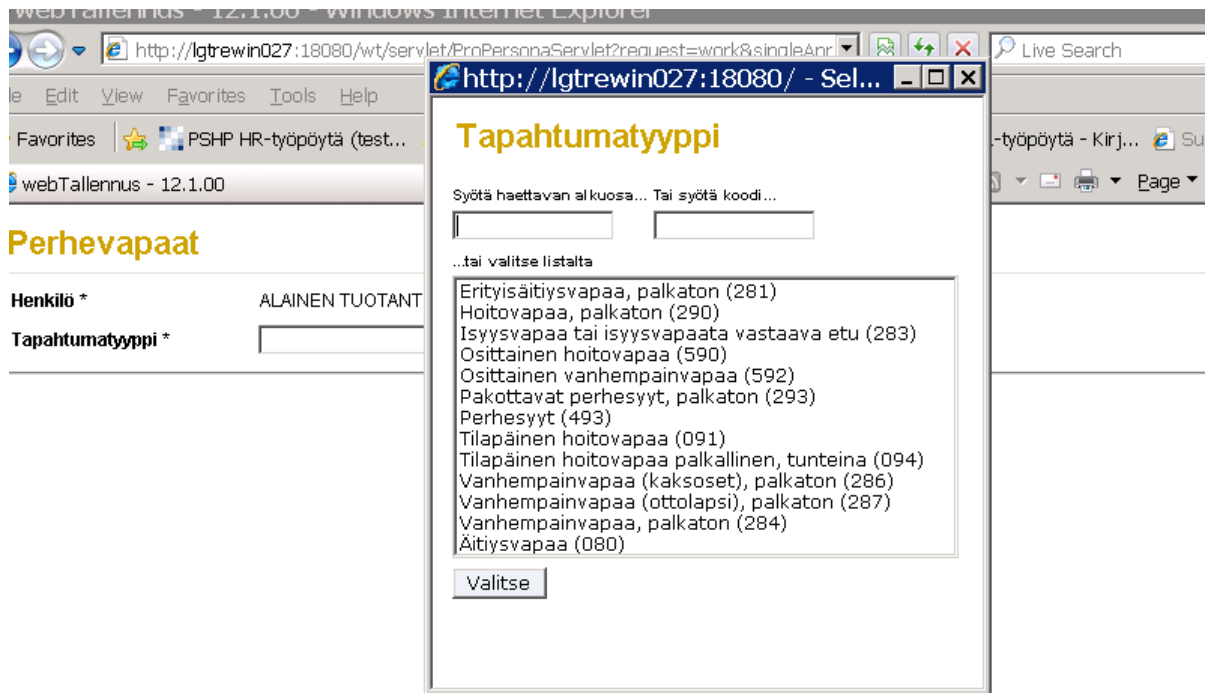 webTallennus - 12.1.00 - Windows Internet Explorer
http://lgtrewin027:18080/wt/servlet/ProPersonaServlet?request=work&singleApr
Live Search
http://lgtrewin027:18080/ - Sel...
le Edit View Favorites Tools Help
Favorites PSHP HR-työpöytä (test...
-työpöytä - Kirj... Su
webTallennus - 12.1.00
Page
Tapahtumatyyppi
Syötä haettavan alkuosa... Tai syötä koodi...
...tai valitse listalta
Perhevapaat
Henkilö * ALAINEN TUOTANT
Tapahtumatyyppi *
Erityisäitiysvapaa, palkaton (281)
Hoitovapaa, palkaton (290)
Isyysvapaa tai isyysvapaata vastaava etu (283)
Osittainen hoitovapaa (590)
Osittainen vanhempainvapaa (592)
Pakottavat perhesyyt, palkaton (293)
Perhesyyt (493)
Tilapäinen hoitovapaa (091)
Tilapäinen hoitovapaa palkallinen, tunteina (094)
Vanhempainvapaa (kaksoset), palkaton (286)
Vanhempainvapaa (ottolapsi), palkaton (287)
Vanhempainvapaa, palkaton (284)
Äitiysvapaa (080)
Valitse